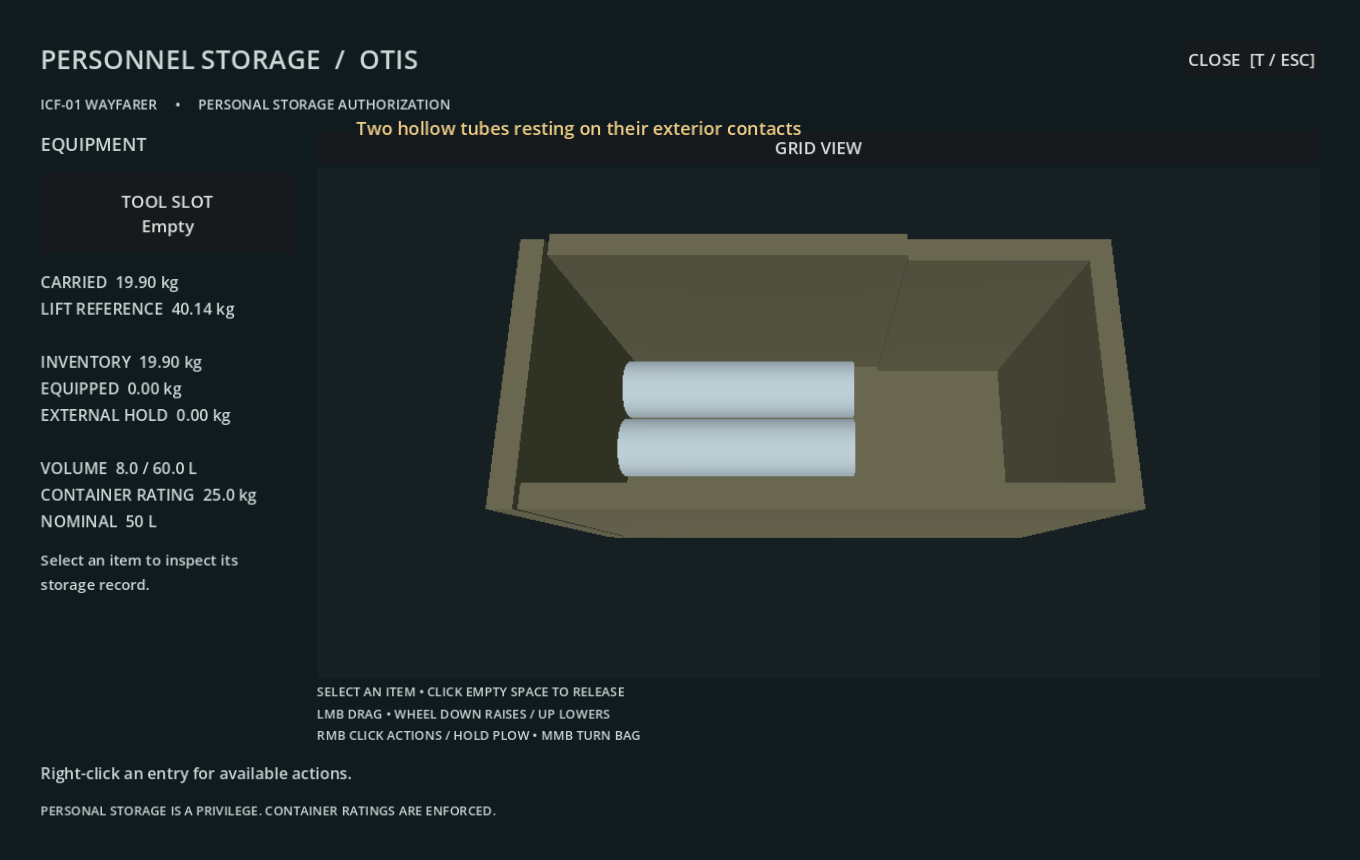 PERSONNEL STORAGE / OTIS
CLOSE [T / ESC]
ICF-01 WAYFARER • PERSONAL STORAGE AUTHORIZATION
Two hollow tubes resting on their exterior contacts
EQUIPMENT
GRID VIEW
TOOL SLOT
Empty
CARRIED 19.90 kg
LIFT REFERENCE 40.14 kg
INVENTORY 19.90 kg
EQUIPPED 0.00 kg
EXTERNAL HOLD 0.00 kg
VOLUME 8.0 / 60.0 L
CONTAINER RATING 25.0 kg
NOMINAL 50 L
Select an item to inspect its
storage record.
SELECT AN ITEM • CLICK EMPTY SPACE TO RELEASE
LMB DRAG • WHEEL DOWN RAISES / UP LOWERS
RMB CLICK ACTIONS / HOLD PLOW • MMB TURN BAG
Right-click an entry for available actions.
PERSONAL STORAGE IS A PRIVILEGE. CONTAINER RATINGS ARE ENFORCED.